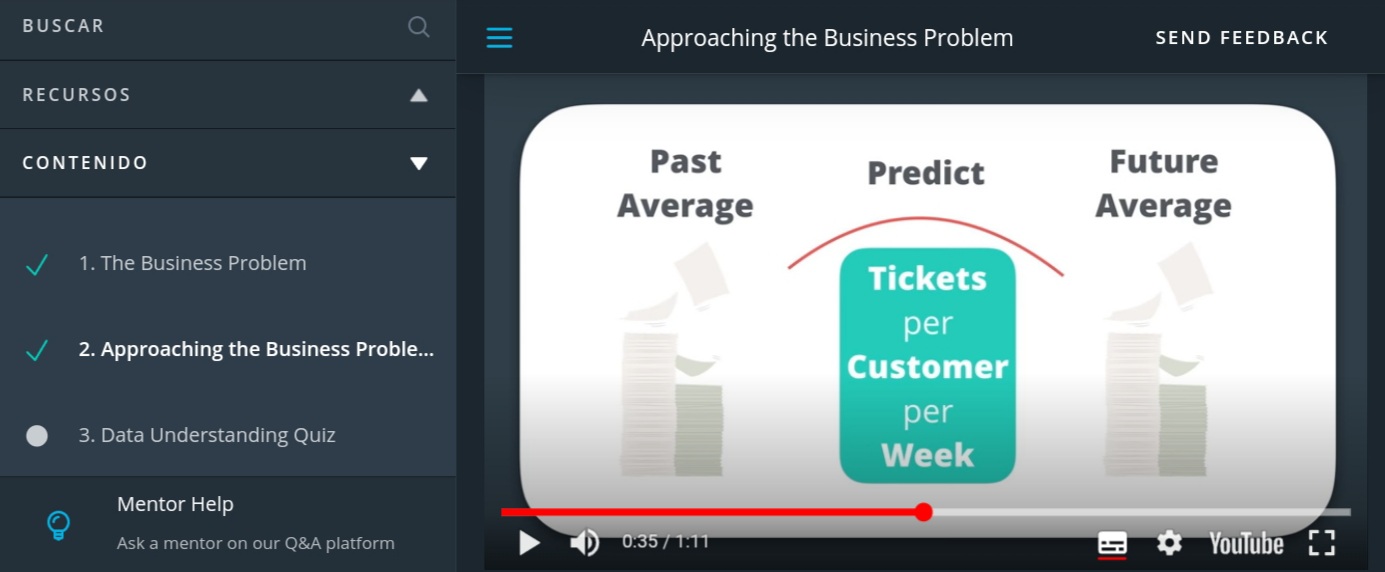 BUSCAR
RECURSOS
CONTENIDO
1. The Business Problem
2. Approaching the Business Proble...
3. Data Understanding Quiz
Mentor Help
Ask a mentor on our Q&A platform
Approaching the Business Problem
SEND FEEDBACK
Past
Average
Predict
Future
Average
Tickets
per
Customer
per
Week
0:35 / 1:11
YouTube